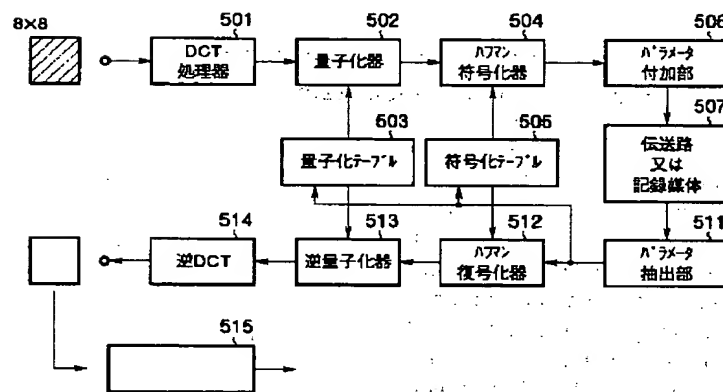 8×8
501
DCT
処理器
502
量子化器
504
ハフマン
符号化器
506
パラメータ
付加部
503
量子化テーブル
505
符号化テーブル
507
伝送路
又は
記録媒体
514
逆DCT
513
逆量子化器
512
ハフマン
復号化器
511
パラメータ
抽出部
515